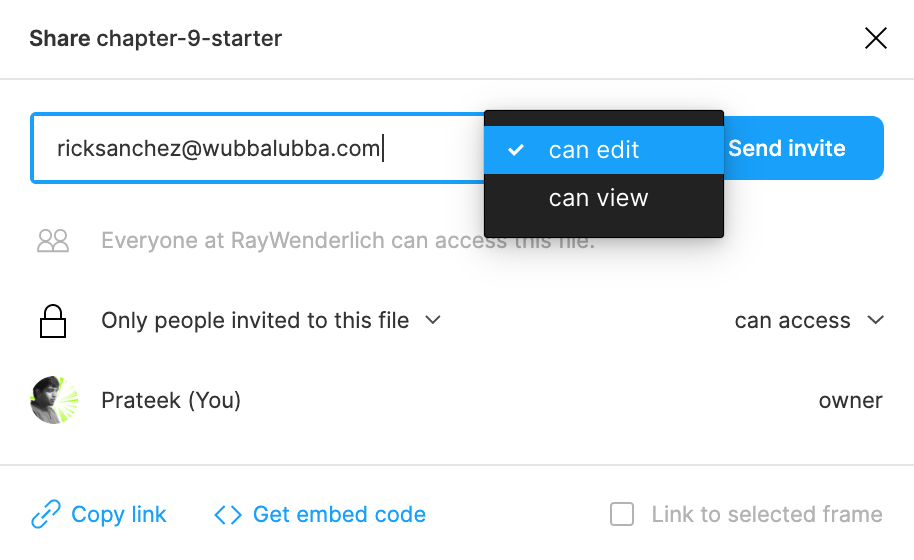 Share chapter-9-starter
ricksanchez@wubbalubba.com
can edit
Send invite
can view
Everyone at RayWenderlich can access this file.
Only people invited to this file
can access
Prateek (You)
owner
Copy link
Get embed code
Link to selected frame